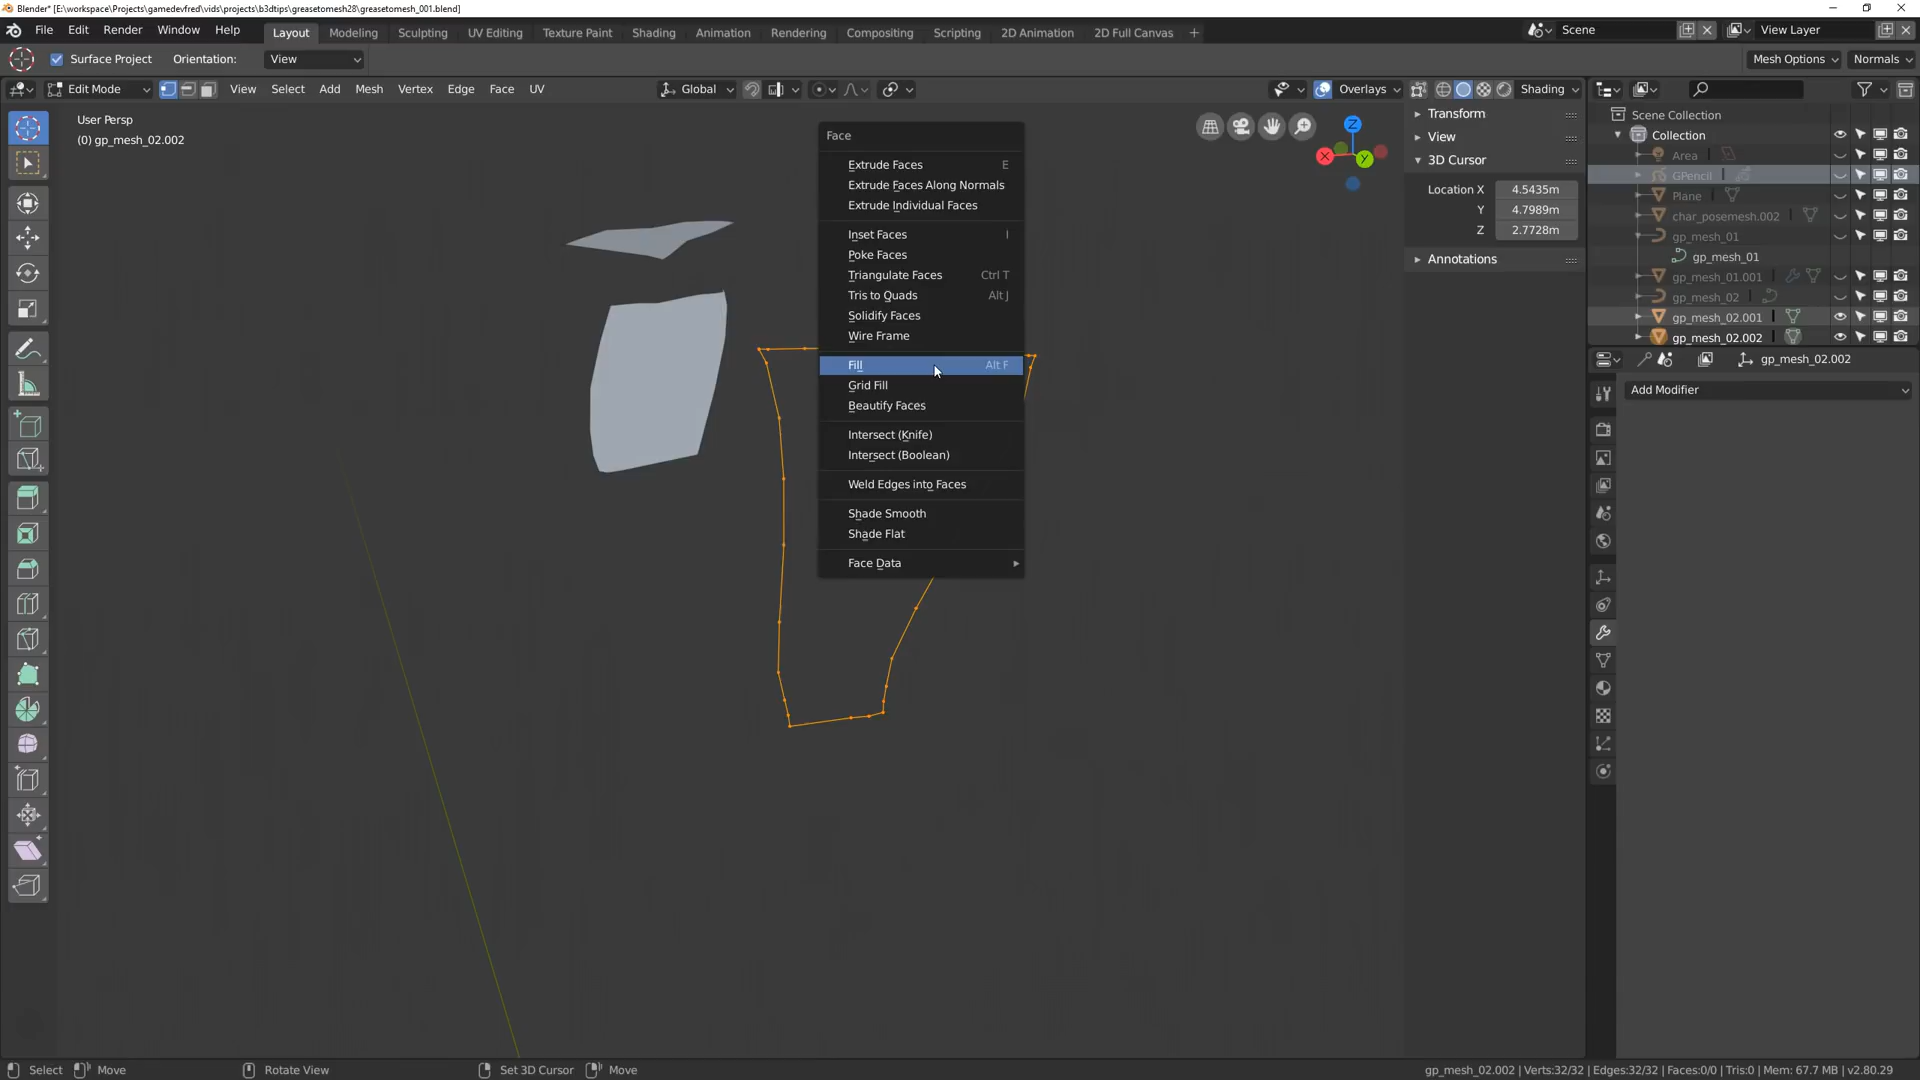 Blender* [E:\workspace\Projects\gamedevfred\vids\projects\b3dtips\greasetomesh28\greasetomesh_001.blend]
File Edit Render Window Help Layout Modeling Sculpting UV Editing Texture Paint Shading Animation Rendering Compositing Scripting 2D Animation 2D Full Canvas + Scene View Layer
Surface Project Orientation: View Mesh Options Normals
Edit Mode View Select Add Mesh Vertex Edge Face UV Global Overlays Shading
User Persp
(0) gp_mesh_02.002
Face
Extrude Faces E
Extrude Faces Along Normals
Extrude Individual Faces
Inset Faces I
Poke Faces
Triangulate Faces Ctrl T
Tris to Quads Alt J
Solidify Faces
Wire Frame
Fill Alt F
Grid Fill
Beautify Faces
Intersect (Knife)
Intersect (Boolean)
Weld Edges into Faces
Shade Smooth
Shade Flat
Face Data
Z
X
Y
Transform
View
3D Cursor
Location X 4.5435m
Y 4.7989m
Z 2.7728m
Annotations
Scene Collection
Collection
Area
GPencil
Plane
char_posemesh.002
gp_mesh_01
gp_mesh_01
gp_mesh_01.001
gp_mesh_02
gp_mesh_02.001
gp_mesh_02.002
gp_mesh_02.002
Add Modifier
Select Move Rotate View Set 3D Cursor Move gp_mesh_02.002 | Verts:32/32 | Edges:32/32 | Faces:0/0 | Tris:0 | Mem: 67.7 MB | v2.80.29